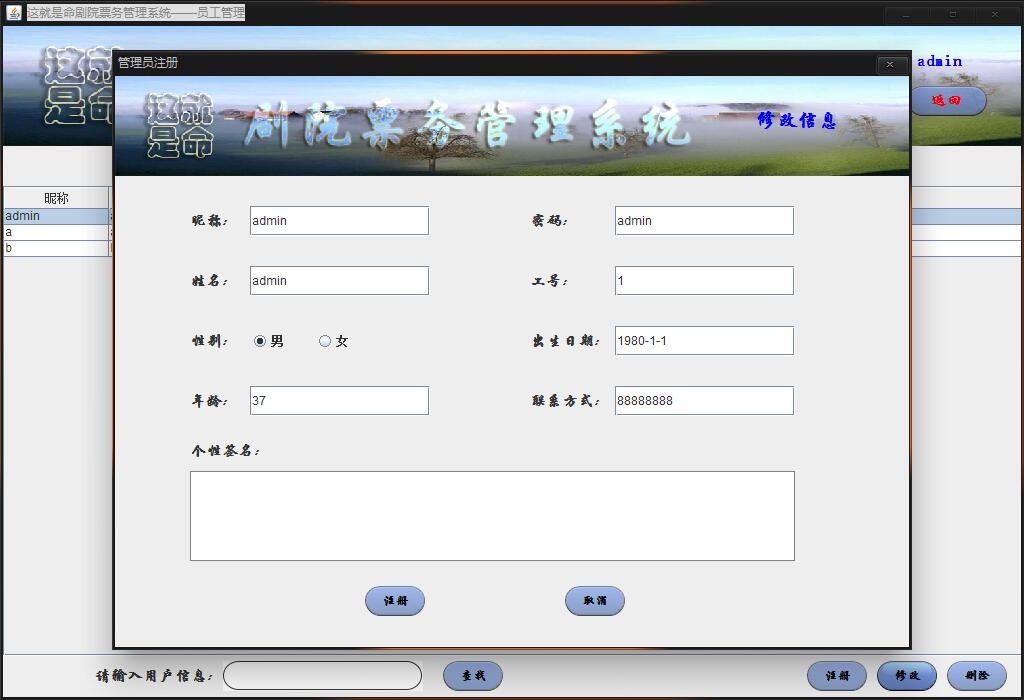 这就是命剧院票务管理系统——员工管理
这就
是命
admin
返回
昵称
admin
a
b
管理员注册
这就
是命
剧院票务管理系统
修改信息
昵称: admin
密码: admin
姓名: admin
工号: 1
性别: 男 女
出生日期: 1980-1-1
年龄: 37
联系方式: 88888888
个性签名:
注册 取消
请输入用户信息: 查找 注册 修改 删除